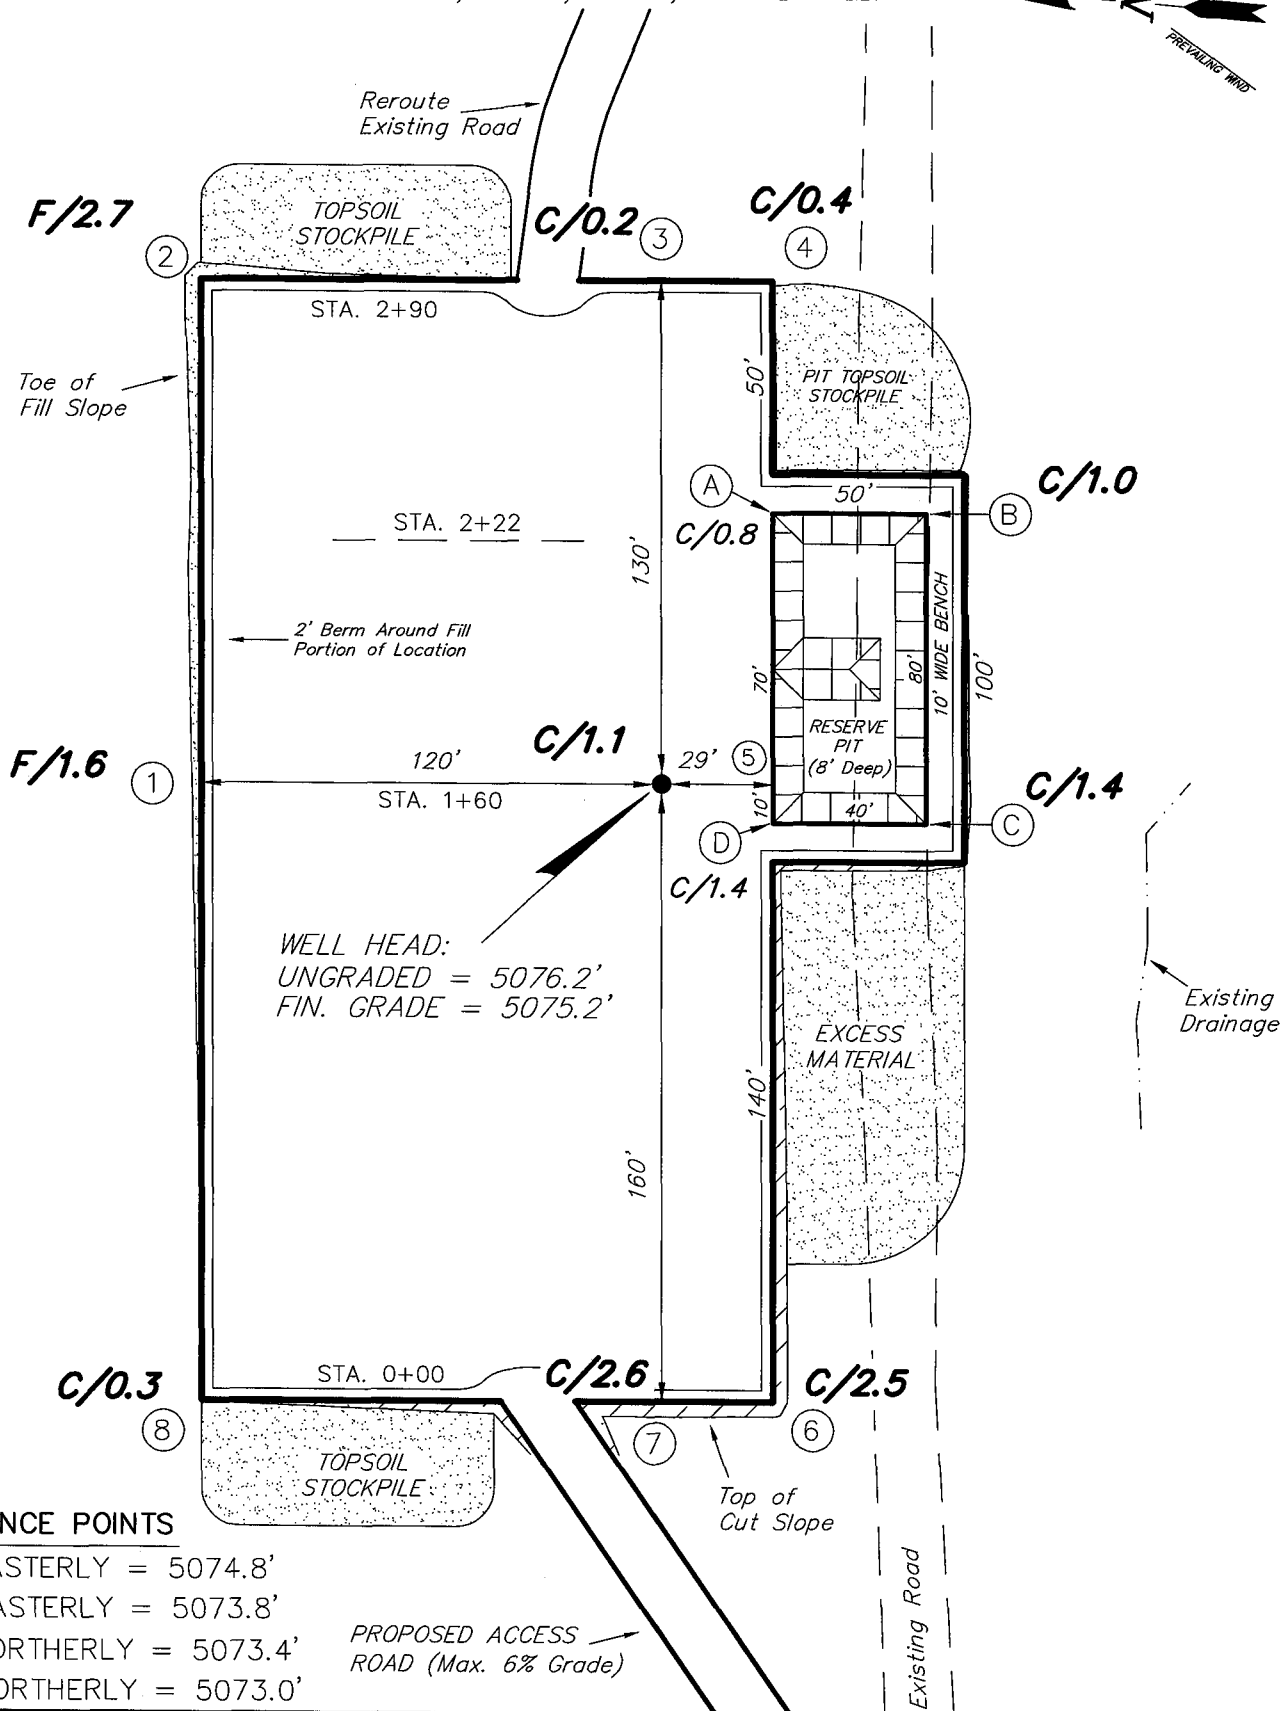 N
PREVAILING WIND
Reroute
Existing Road
F/2.7
TOPSOIL
STOCKPILE
C/0.2
C/0.4
2
3
4
STA. 2+90
Toe of
Fill Slope
50'
PIT TOPSOIL
STOCKPILE
A
50'
C/1.0
B
STA. 2+22
C/0.8
130'
2' Berm Around Fill
Portion of Location
70'
80'
10' WIDE BENCH
100'
RESERVE
PIT
(8' Deep)
F/1.6
1
120'
C/1.1
29'
5
STA. 1+60
10'
40'
C/1.4
C
D
C/1.4
WELL HEAD:
UNGRADED = 5076.2'
FIN. GRADE = 5075.2'
EXCESS
MATERIAL
Existing
Drainage
140'
160'
C/0.3
STA. 0+00
C/2.6
C/2.5
8
7
6
TOPSOIL
STOCKPILE
Top of
Cut Slope
NCE POINTS
ASTERLY = 5074.8'
ASTERLY = 5073.8'
ORTHERLY = 5073.4'
ORTHERLY = 5073.0'
PROPOSED ACCESS
ROAD (Max. 6% Grade)
Existing Road